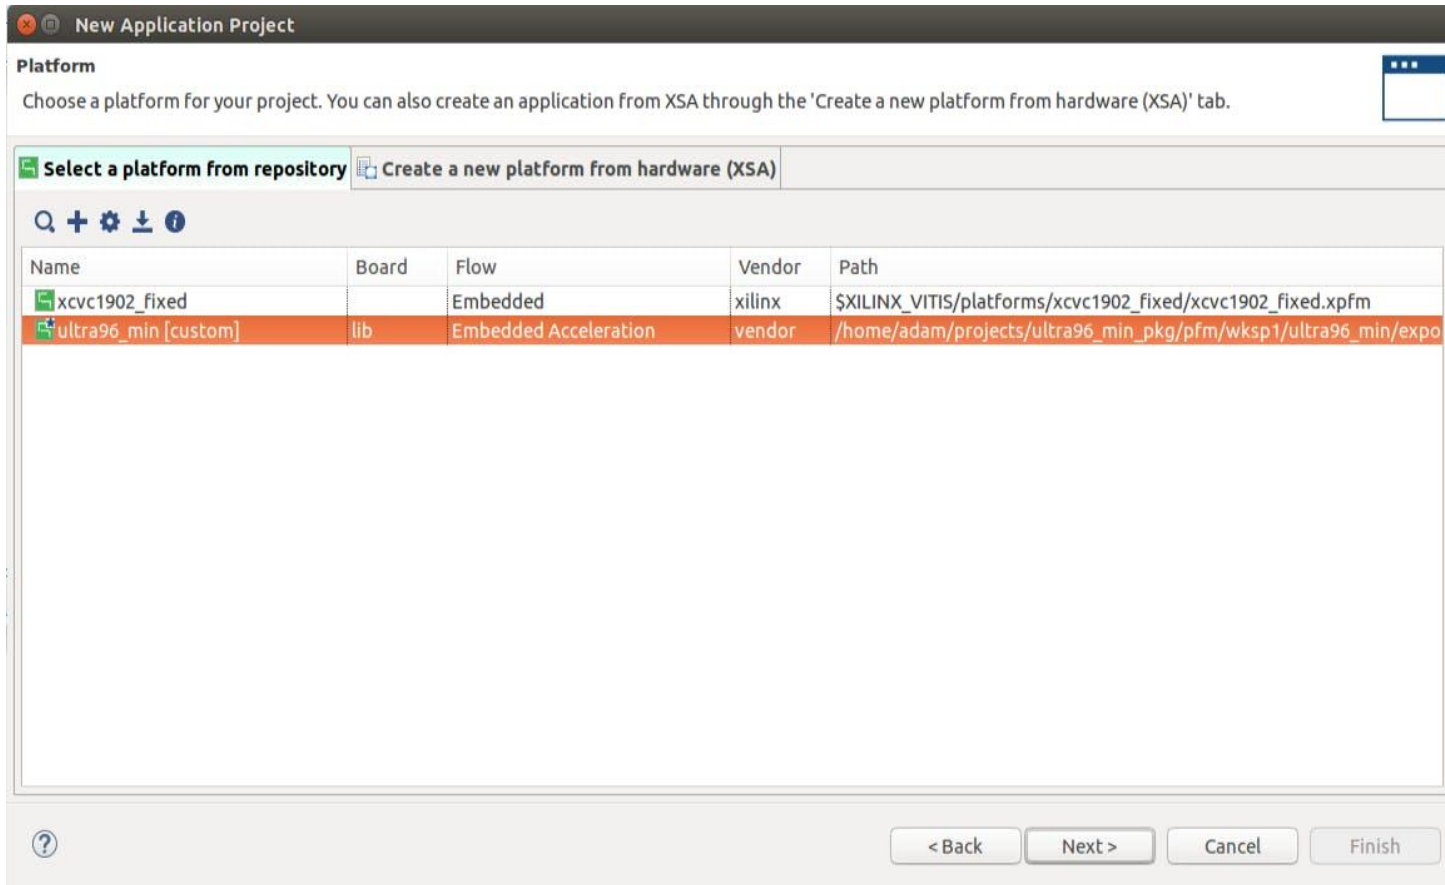 New Application Project
Platform
Choose a platform for your project. You can also create an application from XSA through the 'Create a new platform from hardware (XSA)' tab.
Select a platform from repository Create a new platform from hardware (XSA)
Name Board Flow Vendor Path
xcvc1902_fixed Embedded xilinx $XILINX_VITIS/platforms/xcvc1902_fixed/xcvc1902_fixed.xpfm
ultra96_min [custom] lib Embedded Acceleration vendor /home/adam/projects/ultra96_min_pkg/pfm/wksp1/ultra96_min/expo
< Back Next > Cancel Finish